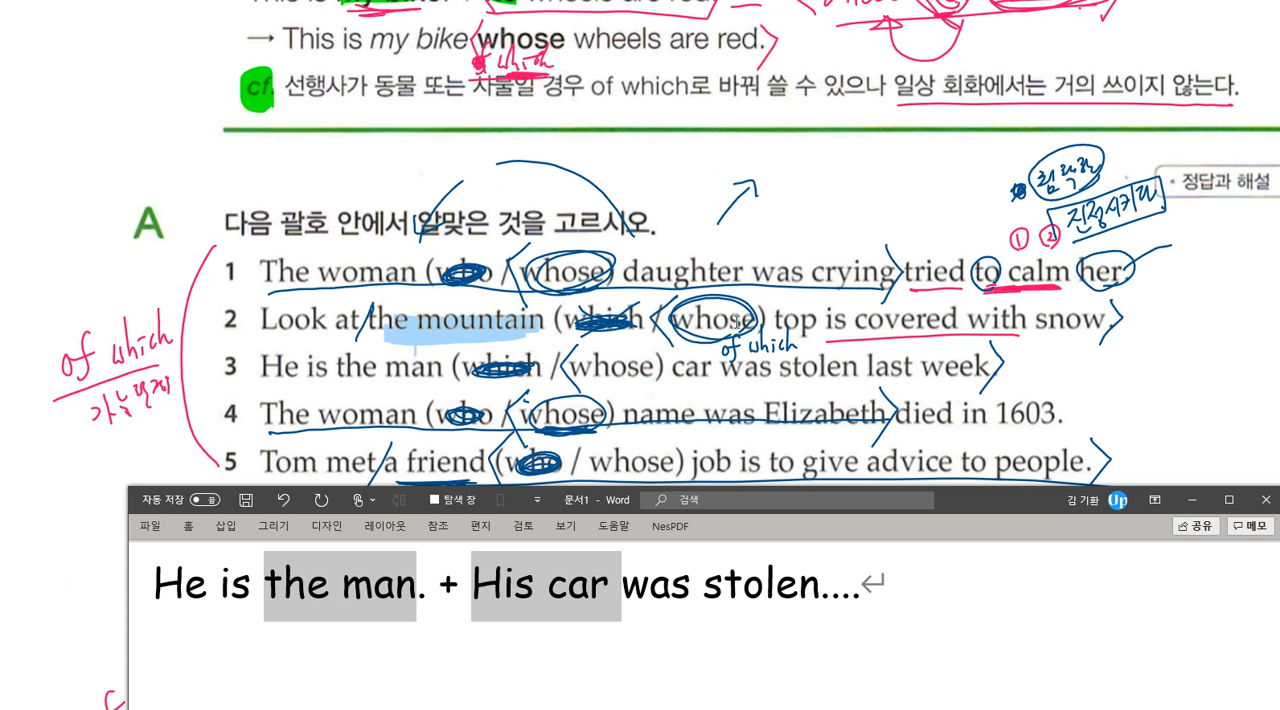 → This is my bike whose wheels are red.
of which
cf. 선행사가 동물 또는 사물일 경우 of which로 바꿔 쓸 수 있으나 일상 회화에서는 거의 쓰이지 않는다.
• 정답과 해설
진정시키다
① ②
A 다음 괄호 안에서 알맞은 것을 고르시오.
1 The woman (who / whose) daughter was crying tried to calm her.
2 Look at the mountain (which / whose) top is covered with snow.
of which
of which
3 He is the man (which / whose) car was stolen last week.
4 The woman (who / whose) name was Elizabeth died in 1603.
5 Tom met a friend (who / whose) job is to give advice to people.
자동 저장 끔 탐색 창 문서1 - Word 검색 김 기환 Up
파일 홈 삽입 그리기 디자인 레이아웃 참조 편지 검토 보기 도움말 NesPDF 공유 메모
He is the man. + His car was stolen....